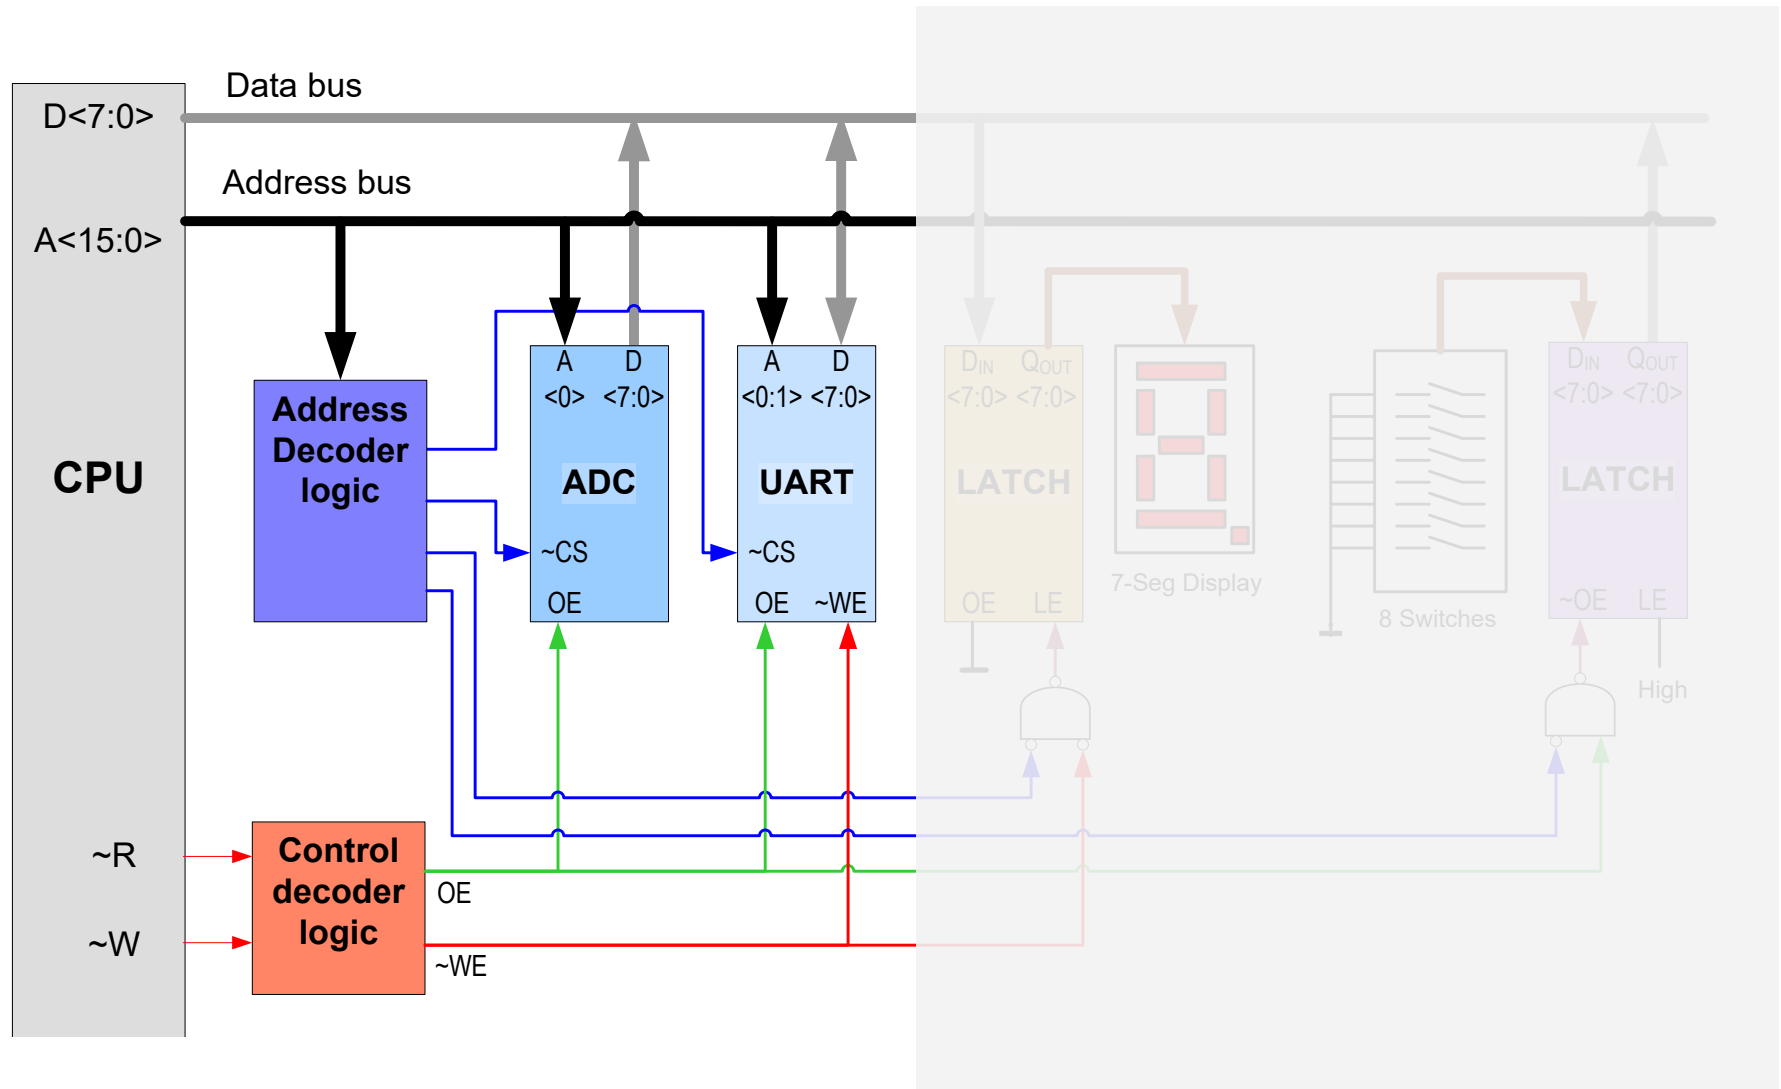 Data bus
D<7:0>
Address bus
A<15:0>
CPU
~R
~W
Address
Decoder
logic
Control
decoder
logic
OE
~WE
A D
<0> <7:0>
ADC
~CS
OE
A D
<0:1> <7:0>
UART
~CS
OE ~WE
DIN QOUT
<7:0> <7:0>
LATCH
OE LE
7-Seg Display
8 Switches
DIN QOUT
<7:0> <7:0>
LATCH
~OE LE
High